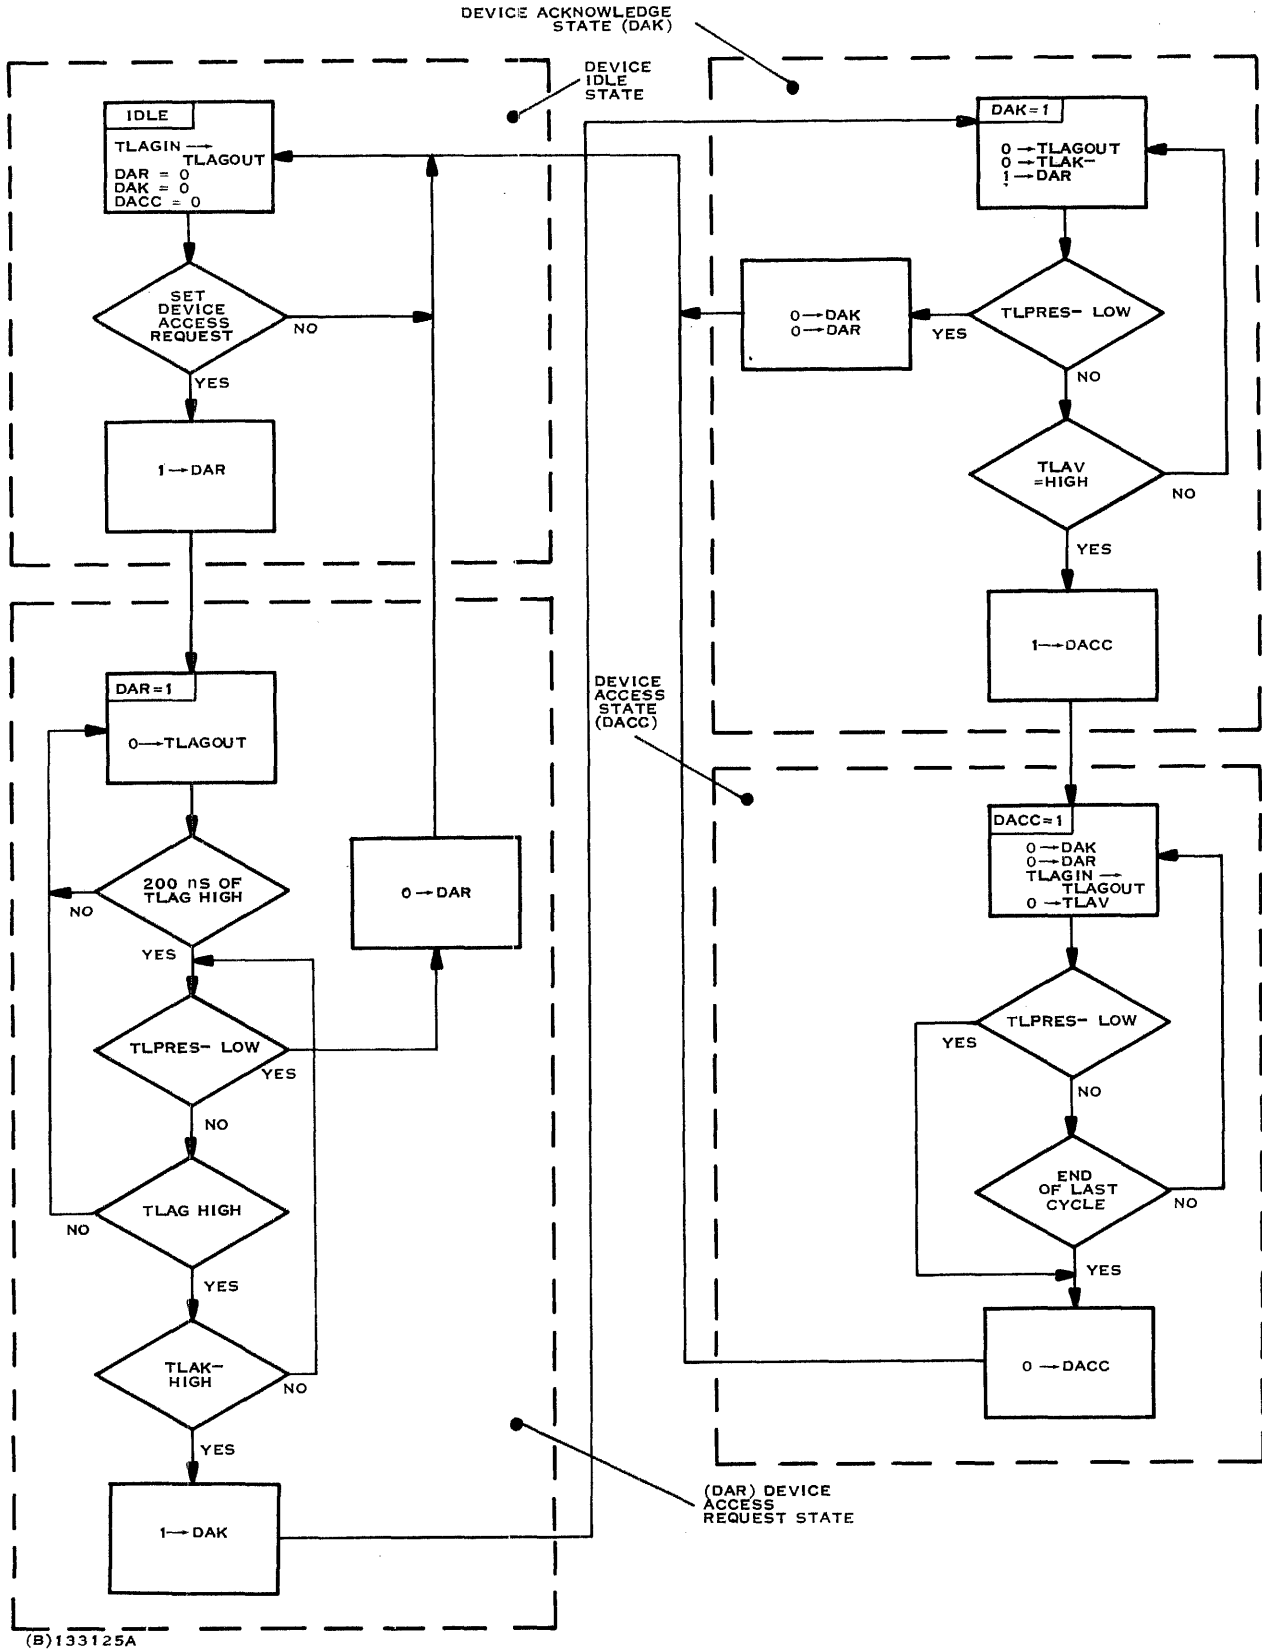 DEVICE ACKNOWLEDGE
STATE (DAK)
DEVICE
IDLE
STATE
IDLE
TLAGIN →
TLAGOUT
DAR = 0
DAK = 0
DACC = 0
SET
DEVICE
ACCESS
REQUEST
NO
YES
1→DAR
DAR=1
0→TLAGOUT
200 nS OF
TLAG HIGH
NO
YES
TLPRES- LOW
YES
NO
0→DAR
TLAG HIGH
NO
YES
TLAK-
HIGH
NO
YES
1→DAK
(DAR) DEVICE
ACCESS
REQUEST STATE
DAK=1
0→TLAGOUT
0→TLAK-
1→DAR
TLPRES- LOW
YES
NO
0→DAK
0→DAR
TLAV
=HIGH
NO
YES
1→DACC
DEVICE
ACCESS
STATE
(DACC)
DACC=1
0→DAK
0→DAR
TLAGIN →
TLAGOUT
0→TLAV
TLPRES- LOW
YES
NO
END
OF LAST
CYCLE
NO
YES
0→DACC
(B)133125A